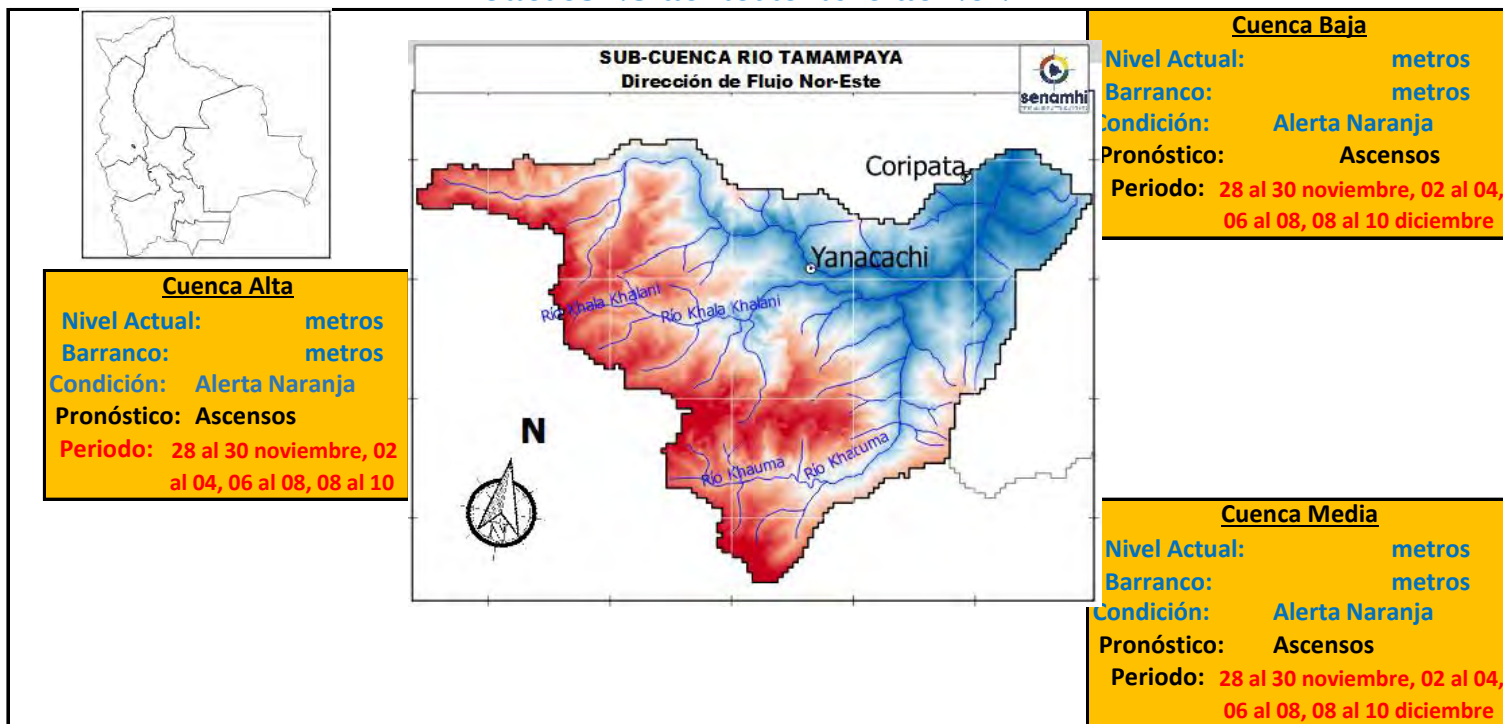 SUB-CUENCA RIO TAMAMPAYA
Dirección de Flujo Nor-Este
senamhi
Coripata
Yanacachi
Río Khala Khalani
Río Khala Khalani
Río Khauma
Río Khatuma
N
Cuenca Baja
Nivel Actual: metros
Barranco: metros
Condición: Alerta Naranja
Pronóstico: Ascensos
Periodo: 28 al 30 noviembre, 02 al 04,
06 al 08, 08 al 10 diciembre
Cuenca Alta
Nivel Actual: metros
Barranco: metros
Condición: Alerta Naranja
Pronóstico: Ascensos
Periodo: 28 al 30 noviembre, 02
al 04, 06 al 08, 08 al 10
Cuenca Media
Nivel Actual: metros
Barranco: metros
Condición: Alerta Naranja
Pronóstico: Ascensos
Periodo: 28 al 30 noviembre, 02 al 04,
06 al 08, 08 al 10 diciembre